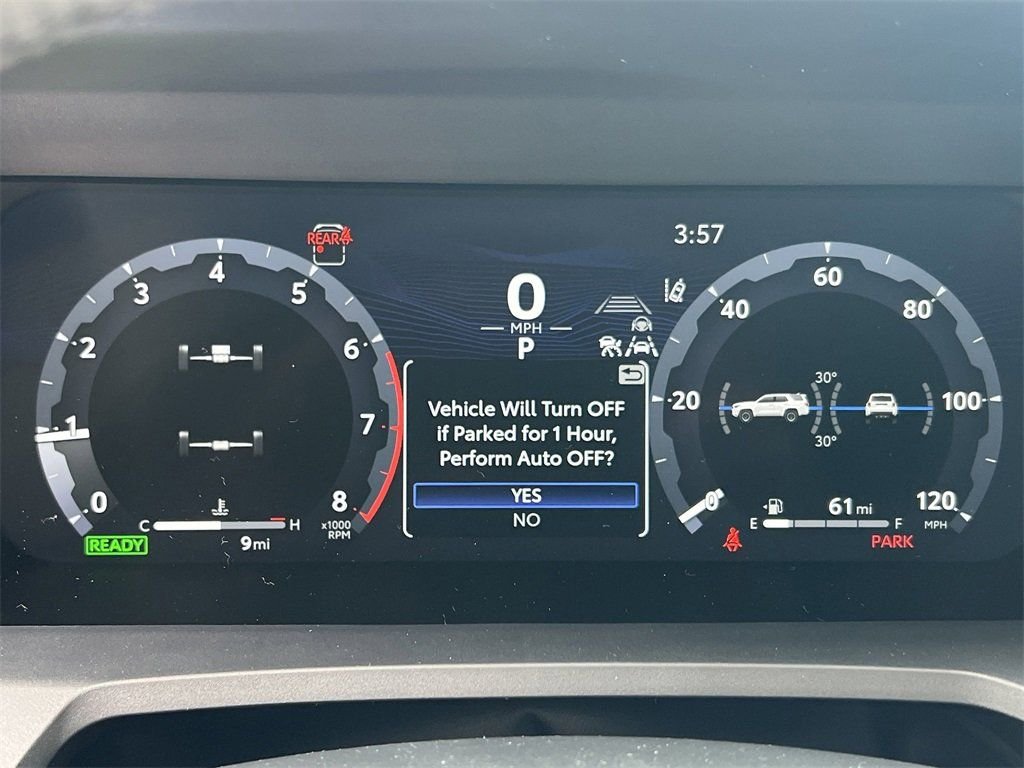 REAR
3:57
0
MPH
P
0
1
2
3
4
5
6
7
8
x1000
RPM
C
H
READY
9mi
Vehicle Will Turn OFF
if Parked for 1 Hour,
Perform Auto OFF?
YES
NO
0
20
40
60
80
100
120
MPH
30°
30°
61mi
E
F
PARK